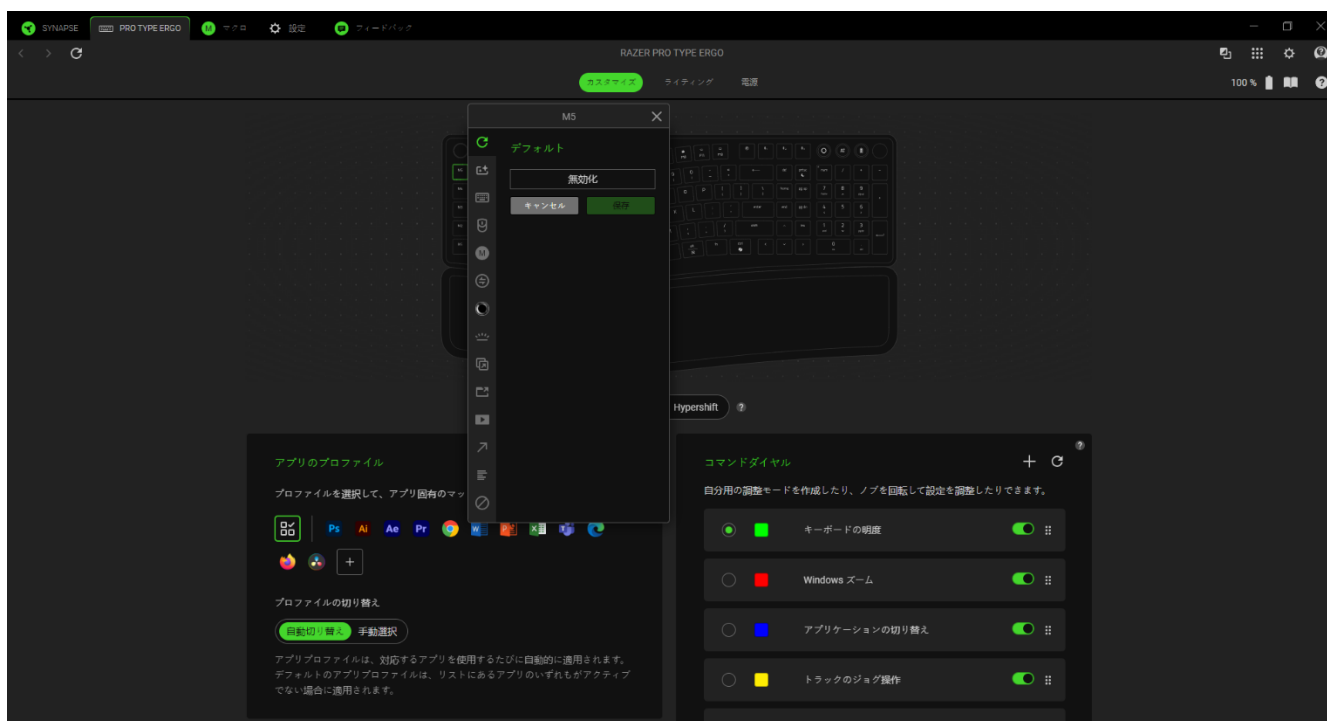 SYNAPSE PRO TYPE ERGO マクロ 設定 フィードバック
RAZER PRO TYPE ERGO
カスタマイズ ライティング 電源
100 %
M5
デフォルト
無効化
キャンセル 保存
Hypershift
アプリのプロファイル
プロファイルを選択して、アプリ固有のマッ
Ps Ai Ae Pr
プロファイルの切り替え
自動切り替え 手動選択
アプリプロファイルは、対応するアプリを使用するたびに自動的に適用されます。
デフォルトのアプリプロファイルは、リストにあるアプリのいずれもがアクティブ
でない場合に適用されます。
コマンドダイヤル
自分用の調整モードを作成したり、ノブを回転して設定を調整したりできます。
キーボードの明度
Windows ズーム
アプリケーションの切り替え
トラックのジョグ操作